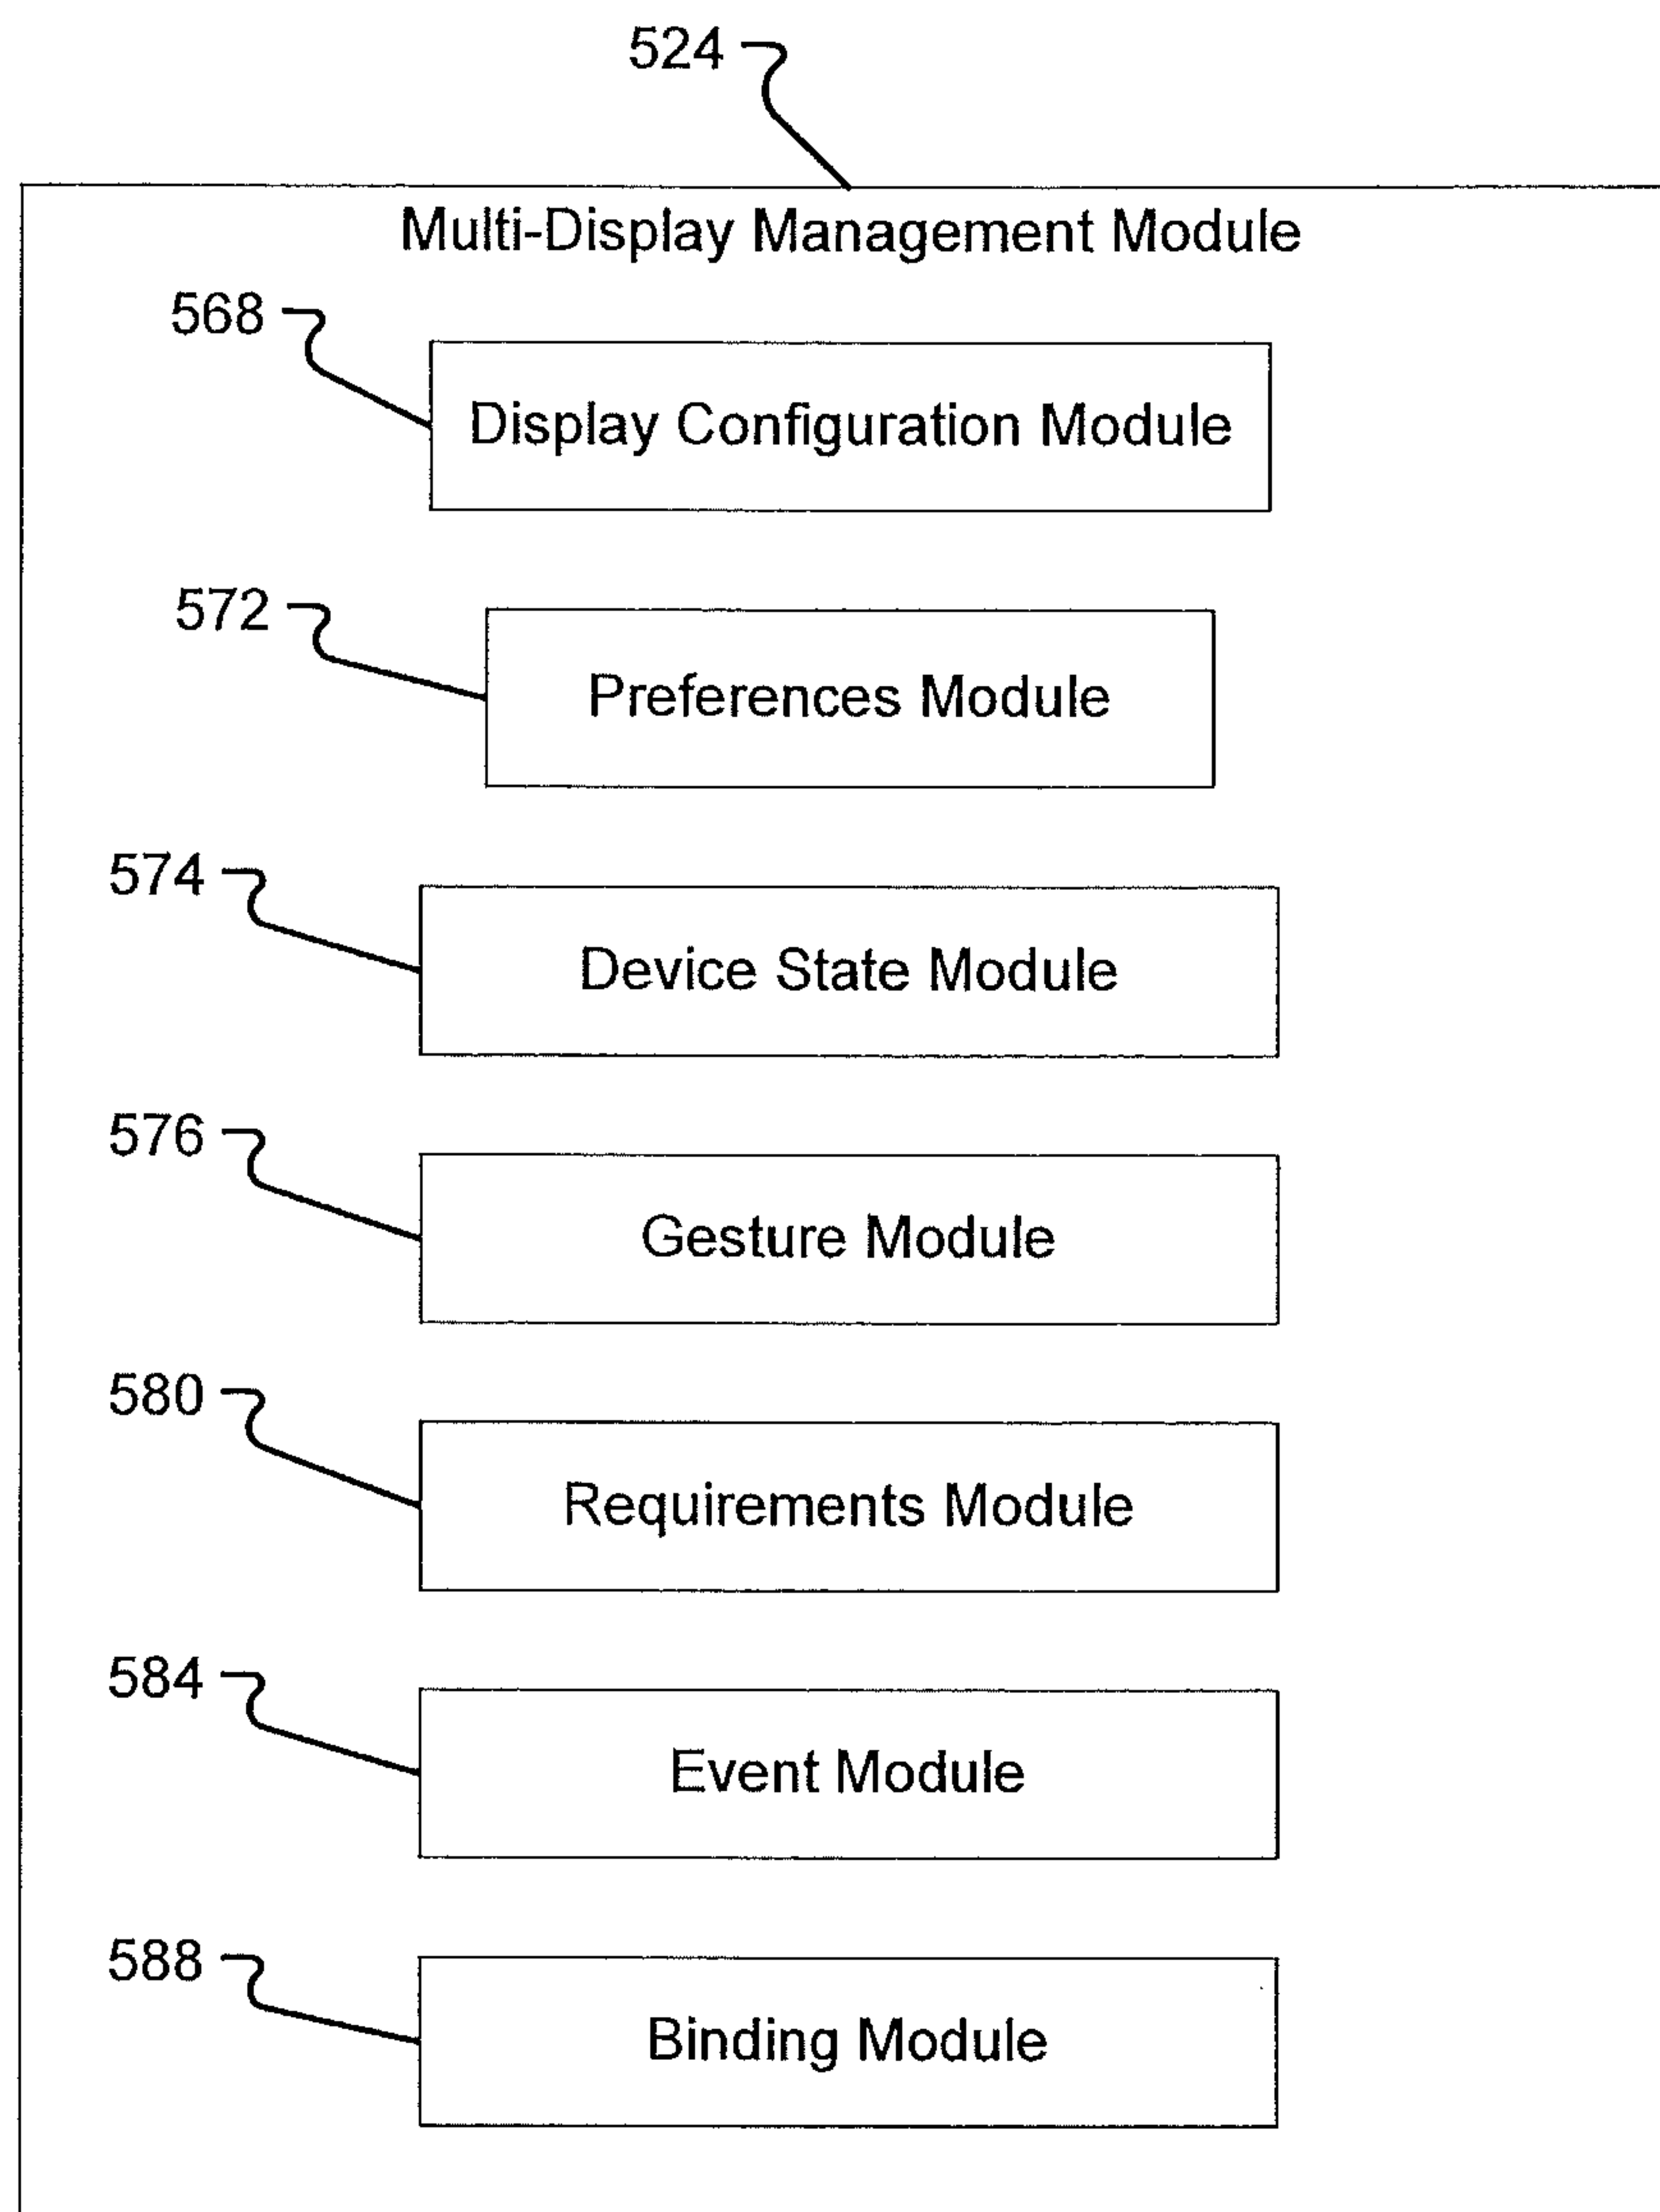 524
Multi-Display Management Module
568
Display Configuration Module
572
Preferences Module
574
Device State Module
576
Gesture Module
580
Requirements Module
584
Event Module
588
Binding Module